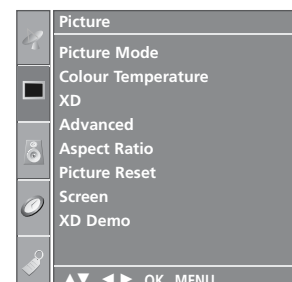 Picture
Picture Mode
Colour Temperature
XD
Advanced
Aspect Ratio
Picture Reset
Screen
XD Demo
▲▼ ◄► OK MENU